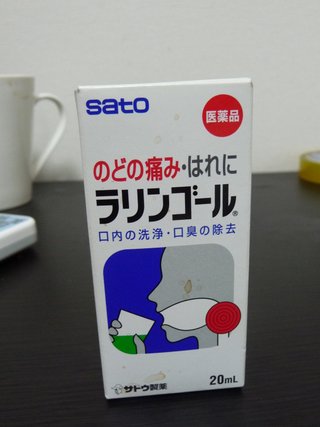 sato
医薬品
のどの痛み・はれに
ラリンゴール®
口内の洗浄・口臭の除去
サトウ製薬
20mL